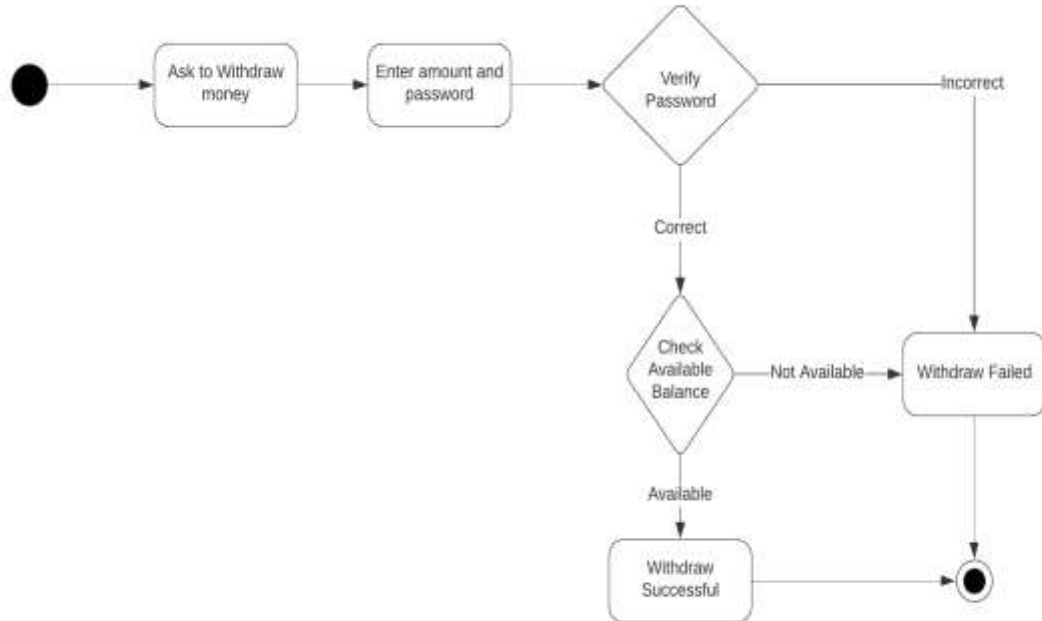 Ask to Withdraw
money
Enter amount and
password
Verify
Password
Incorrect
Correct
Check
Available
Balance
Not Available
Withdraw Failed
Available
Withdraw
Successful